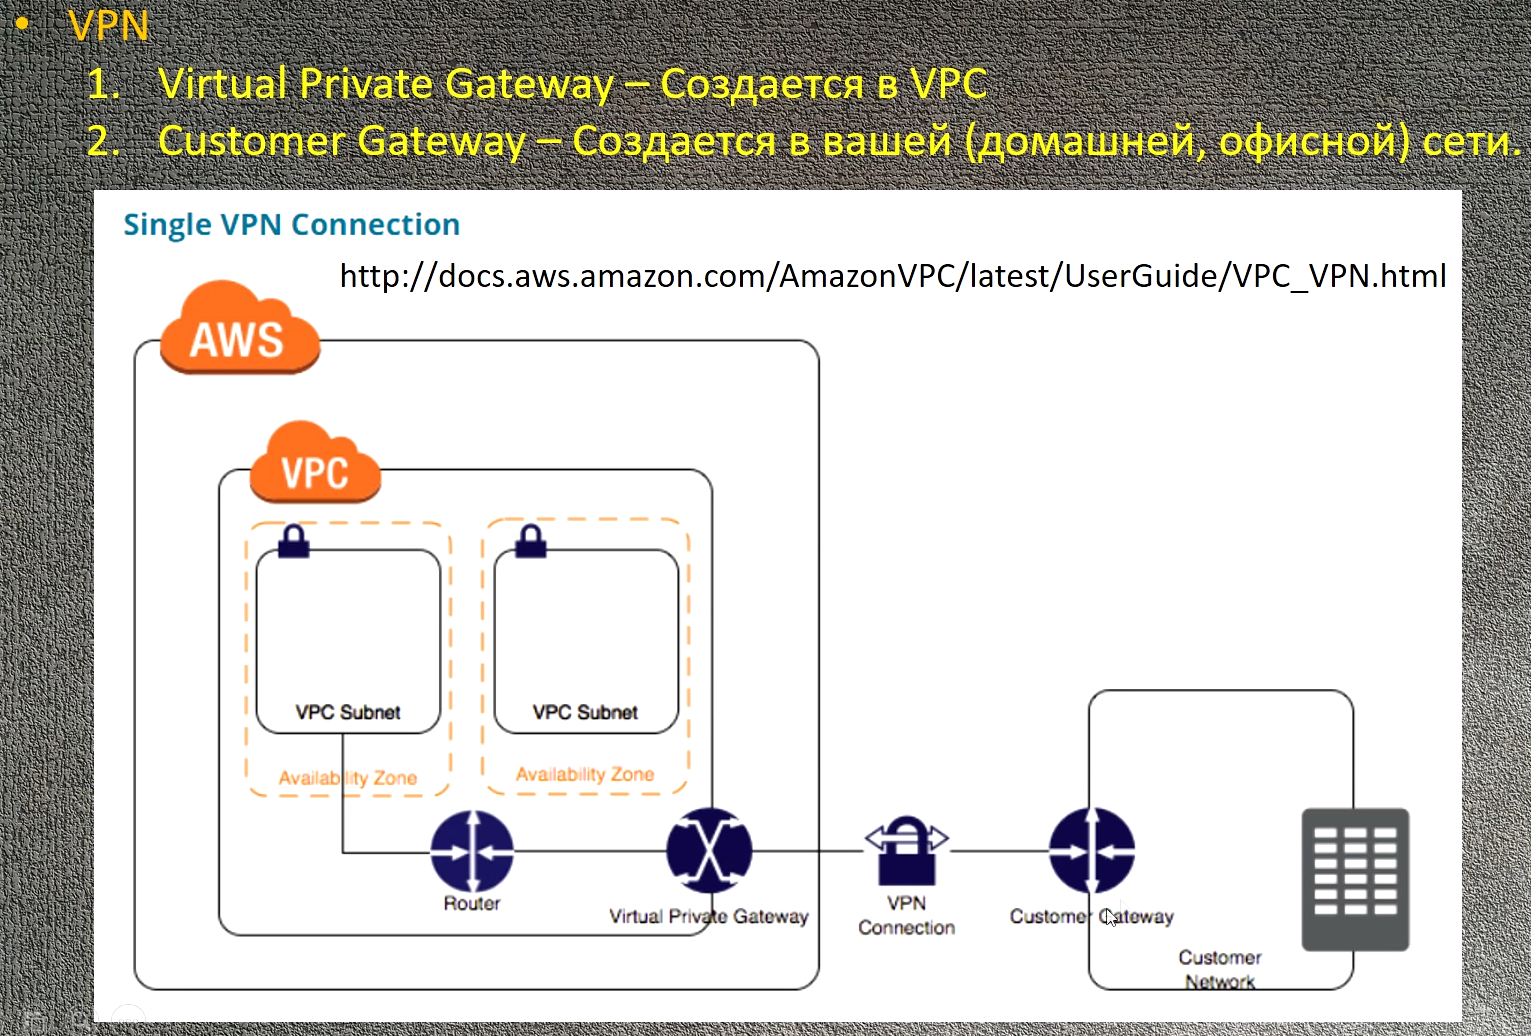 • VPN
1. Virtual Private Gateway – Создается в VPC
2. Customer Gateway – Создается в вашей (домашней, офисной) сети.
Single VPN Connection
http://docs.aws.amazon.com/AmazonVPC/latest/UserGuide/VPC_VPN.html
AWS
VPC
VPC Subnet
VPC Subnet
Availability Zone
Availability Zone
Router
Virtual Private Gateway
VPN
Connection
Customer Gateway
Customer
Network